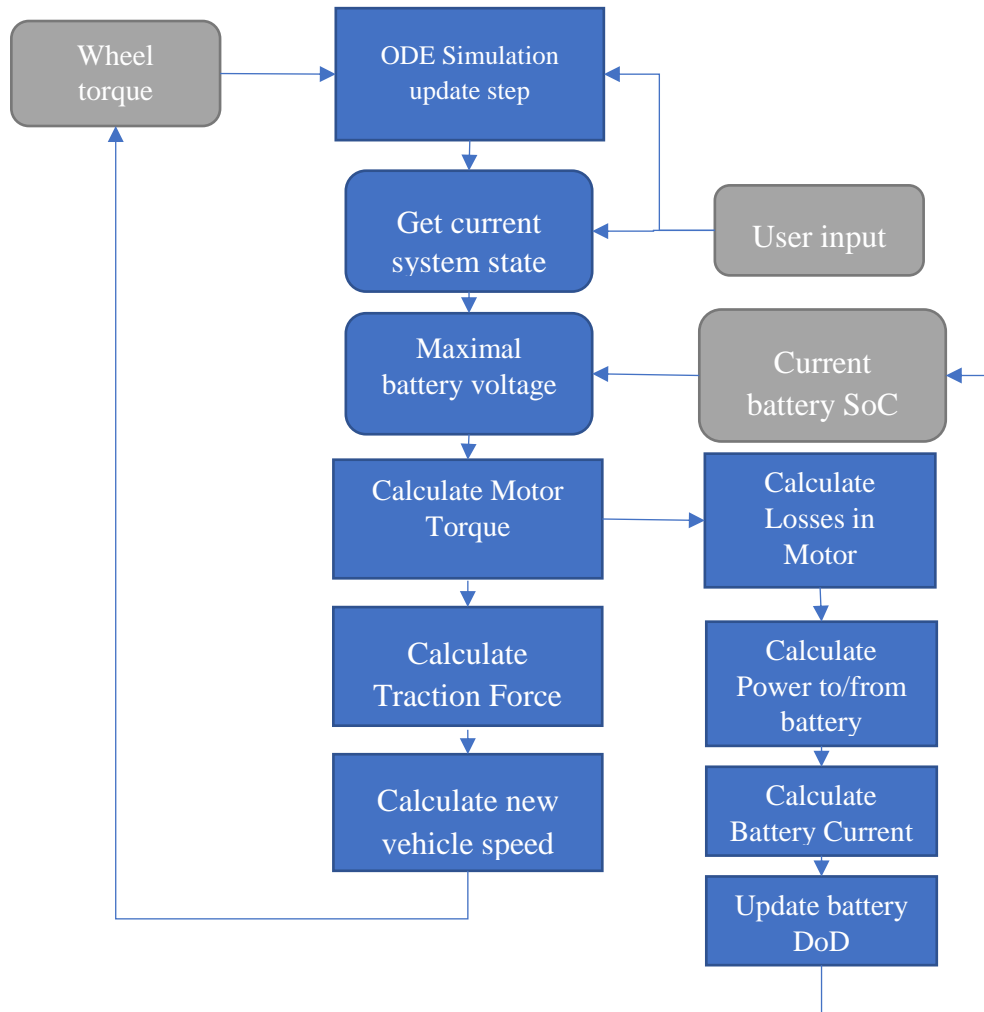 Wheel
torque
ODE Simulation
update step
Get current
system state
User input
Maximal
battery voltage
Current
battery SoC
Calculate Motor
Torque
Calculate
Losses in
Motor
Calculate
Traction Force
Calculate
Power to/from
battery
Calculate new
vehicle speed
Calculate
Battery Current
Update battery
DoD